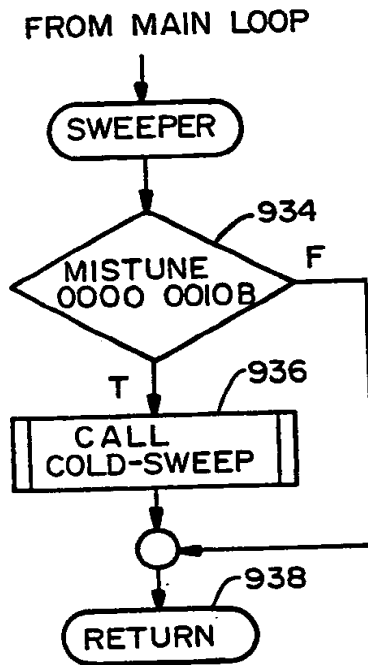 FROM MAIN LOOP
SWEEPER
934
MISTUNE
0000 0010B
F
T
936
CALL
COLD-SWEEP
938
RETURN